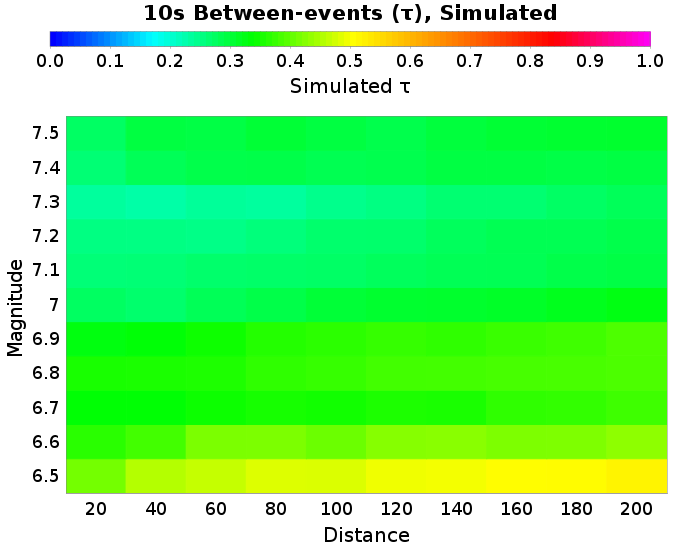 10s Between-events (τ), Simulated
0.0 0.1 0.2 0.3 0.4 0.5 0.6 0.7 0.8 0.9 1.0
Simulated τ
Magnitude
7.5
7.4
7.3
7.2
7.1
7
6.9
6.8
6.7
6.6
6.5
20 40 60 80 100 120 140 160 180 200
Distance